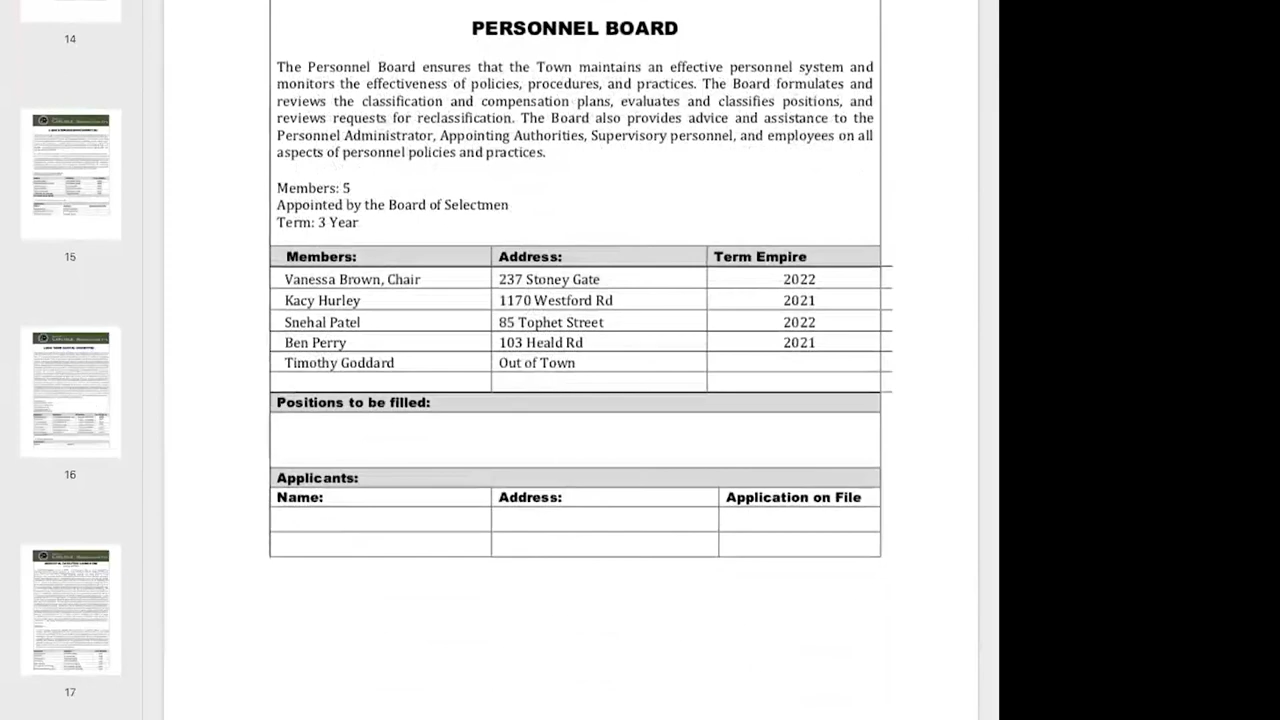 PERSONNEL BOARD
The Personnel Board ensures that the Town maintains an effective personnel system and
monitors the effectiveness of policies, procedures, and practices. The Board formulates and
reviews the classification and compensation plans, evaluates and classifies positions, and
reviews requests for reclassification. The Board also provides advice and assistance to the
Personnel Administrator, Appointing Authorities, Supervisory personnel, and employees on all
aspects of personnel policies and practices.
Members: 5
Appointed by the Board of Selectmen
Term: 3 Year
Members: Address: Term Empire
Vanessa Brown, Chair 237 Stoney Gate 2022
Kacy Hurley 1170 Westford Rd 2021
Snehal Patel 85 Tophet Street 2022
Ben Perry 103 Heald Rd 2021
Timothy Goddard Out of Town
Positions to be filled:
Applicants:
Name: Address: Application on File
14
15
16
17